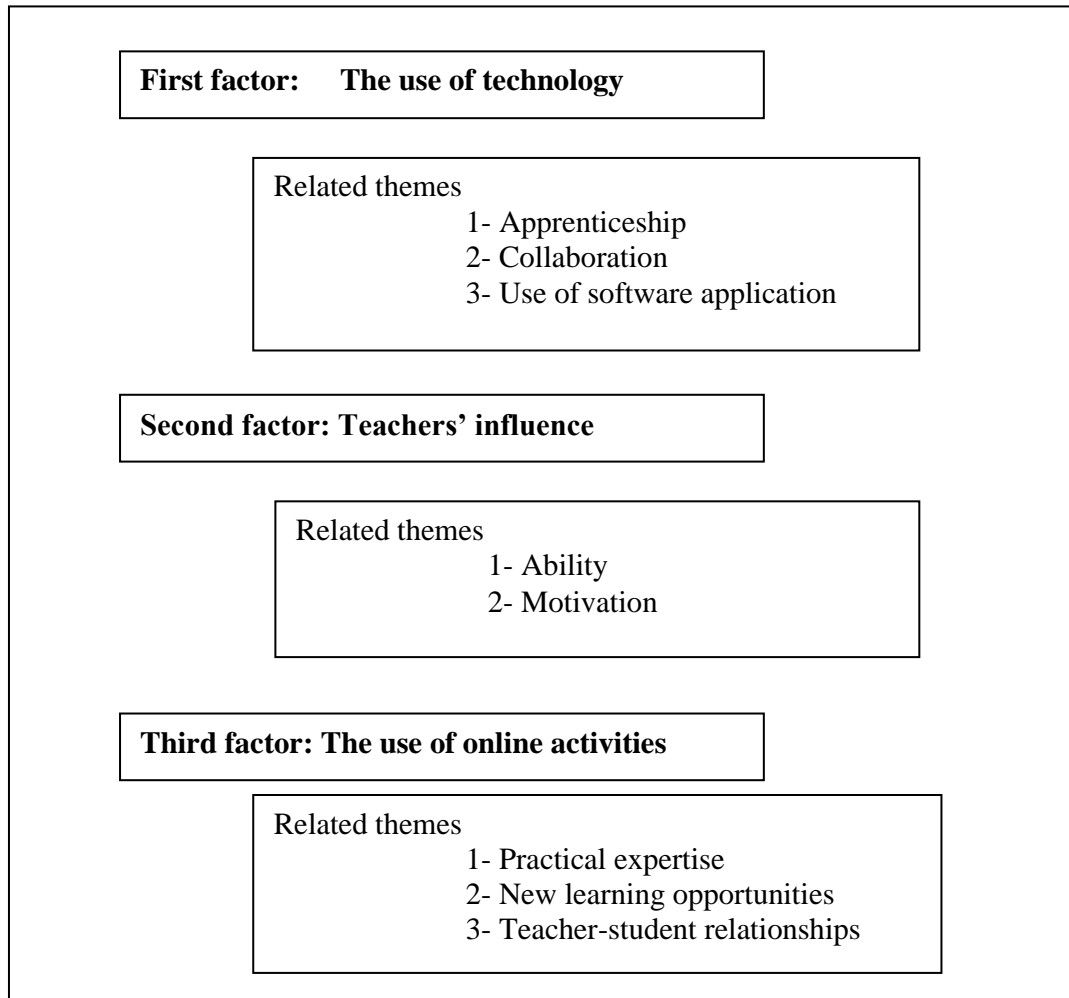 First factor: The use of technology
Related themes
1- Apprenticeship
2- Collaboration
3- Use of software application
Second factor: Teachers’ influence
Related themes
1- Ability
2- Motivation
Third factor: The use of online activities
Related themes
1- Practical expertise
2- New learning opportunities
3- Teacher-student relationships